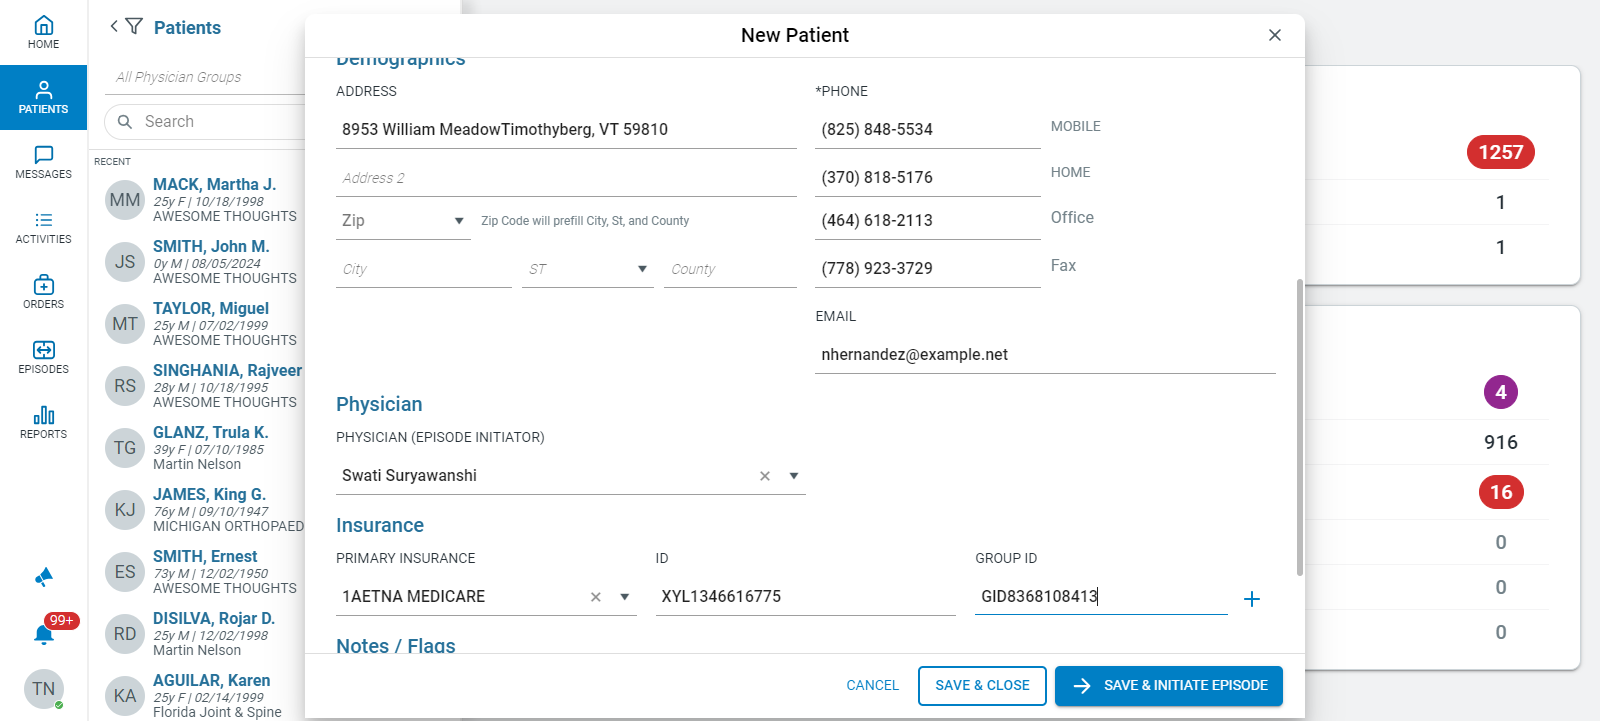 HOME
PATIENTS
MESSAGES
ACTIVITIES
ORDERS
EPISODES
REPORTS
99+
TN
Patients
All Physician Groups
Search
RECENT
MM
MACK, Martha J.
25y F | 10/18/1998
AWESOME THOUGHTS
JS
SMITH, John M.
0y M | 08/05/2024
AWESOME THOUGHTS
MT
TAYLOR, Miguel
25y M | 07/02/1999
AWESOME THOUGHTS
RS
SINGHANIA, Rajveer
28y M | 10/18/1995
AWESOME THOUGHTS
TG
GLANZ, Trula K.
39y F | 07/10/1985
Martin Nelson
KJ
JAMES, King G.
76y M | 09/10/1947
MICHIGAN ORTHOPAED
ES
SMITH, Ernest
73y M | 12/02/1950
AWESOME THOUGHTS
RD
DISILVA, Rojar D.
25y M | 12/02/1998
Martin Nelson
KA
AGUILAR, Karen
25y F | 02/14/1999
Florida Joint & Spine
New Patient
Demographics
ADDRESS
8953 William MeadowTimothyberg, VT 59810
Address 2
Zip
Zip Code will prefill City, St, and County
City
ST
County
*PHONE
(825) 848-5534
MOBILE
(370) 818-5176
HOME
(464) 618-2113
Office
(778) 923-3729
Fax
EMAIL
nhernandez@example.net
Physician
PHYSICIAN (EPISODE INITIATOR)
Swati Suryawanshi
Insurance
PRIMARY INSURANCE
1AETNA MEDICARE
ID
XYL1346616775
GROUP ID
GID8368108413
Notes / Flags
CANCEL
SAVE & CLOSE
SAVE & INITIATE EPISODE
1257
1
1
4
916
16
0
0
0